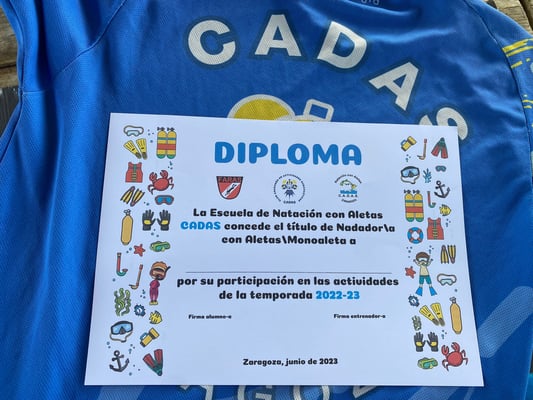 CADAS
DIPLOMA
FARAS
CADAS
La Escuela de Natación con Aletas
CADAS concede el título de Nadador\a
con Aletas\Monoaleta a
por su participación en las actividades
de la temporada 2022-23
Firma alumno-a
Firma entrenador-a
Zaragoza, junio de 2023